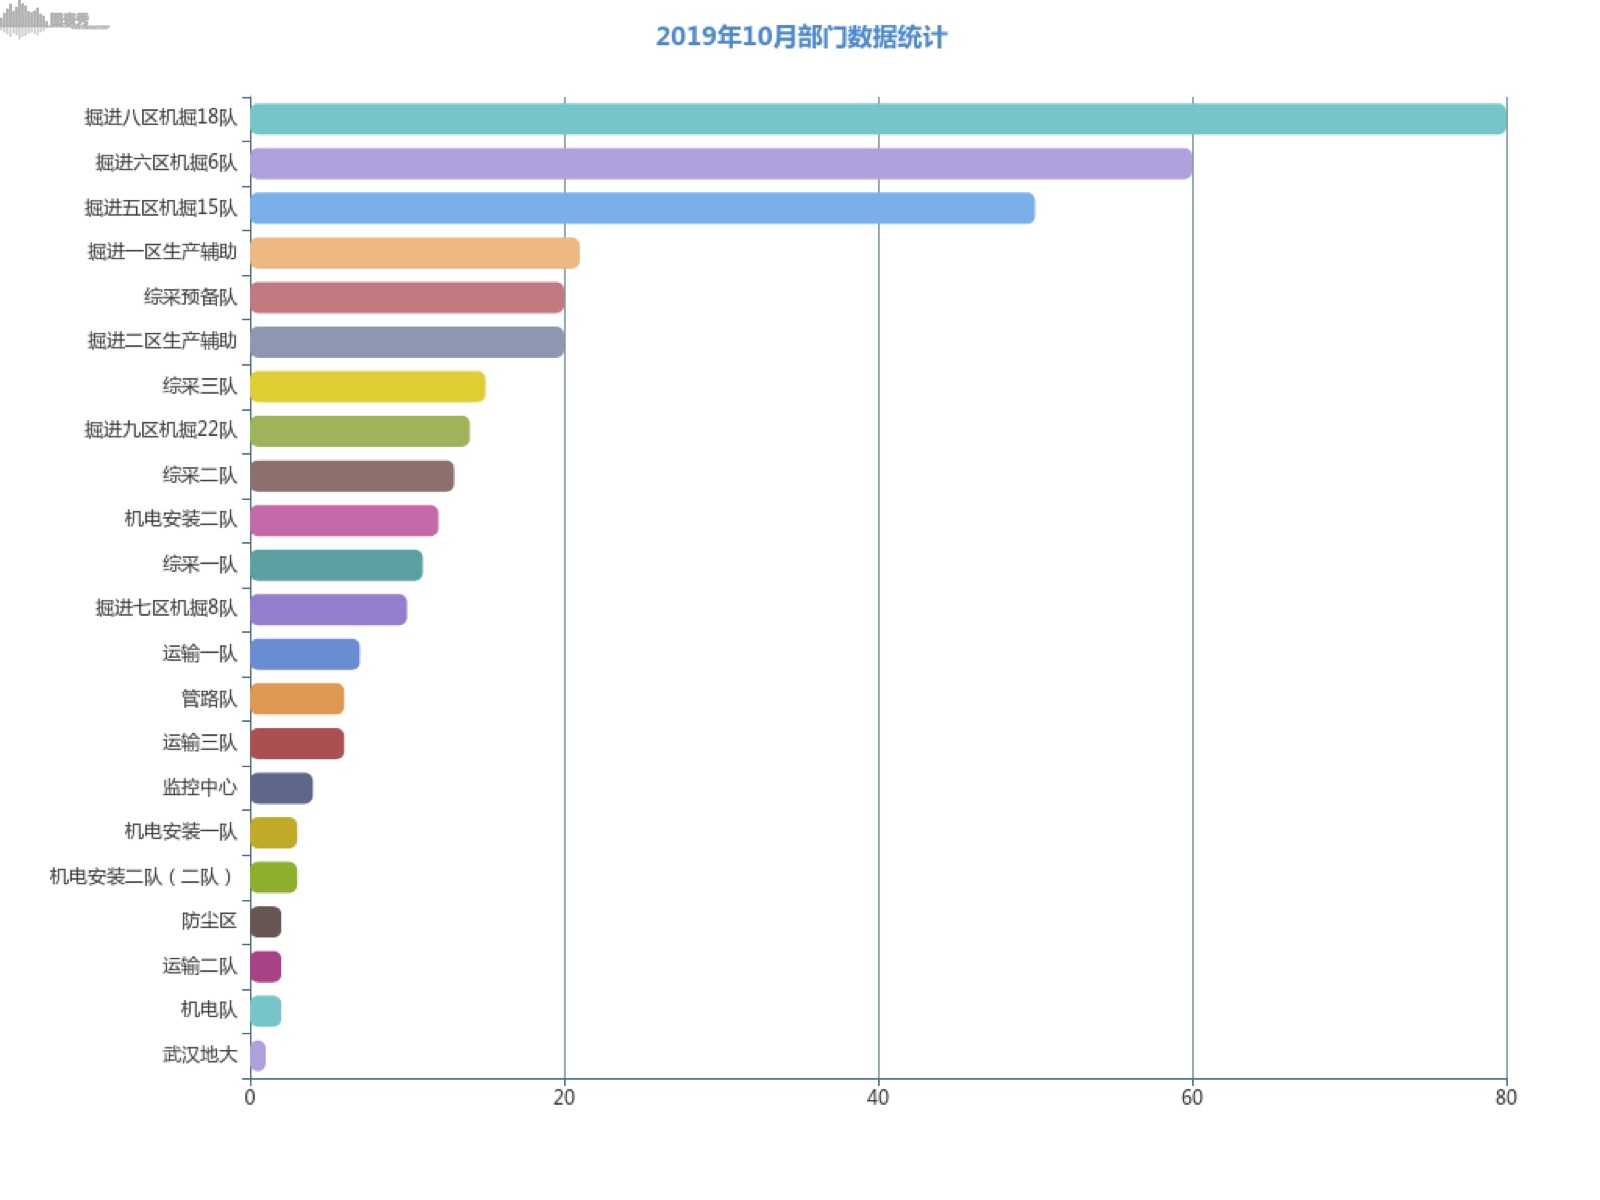 图表秀
2019年10月部门数据统计
掘进八区机掘18队
掘进六区机掘6队
掘进五区机掘15队
掘进一区生产辅助
综采预备队
掘进二区生产辅助
综采三队
掘进九区机掘22队
综采二队
机电安装二队
综采一队
掘进七区机掘8队
运输一队
管路队
运输三队
监控中心
机电安装一队
机电安装二队（二队）
防尘区
运输二队
机电队
武汉地大
0 20 40 60 80